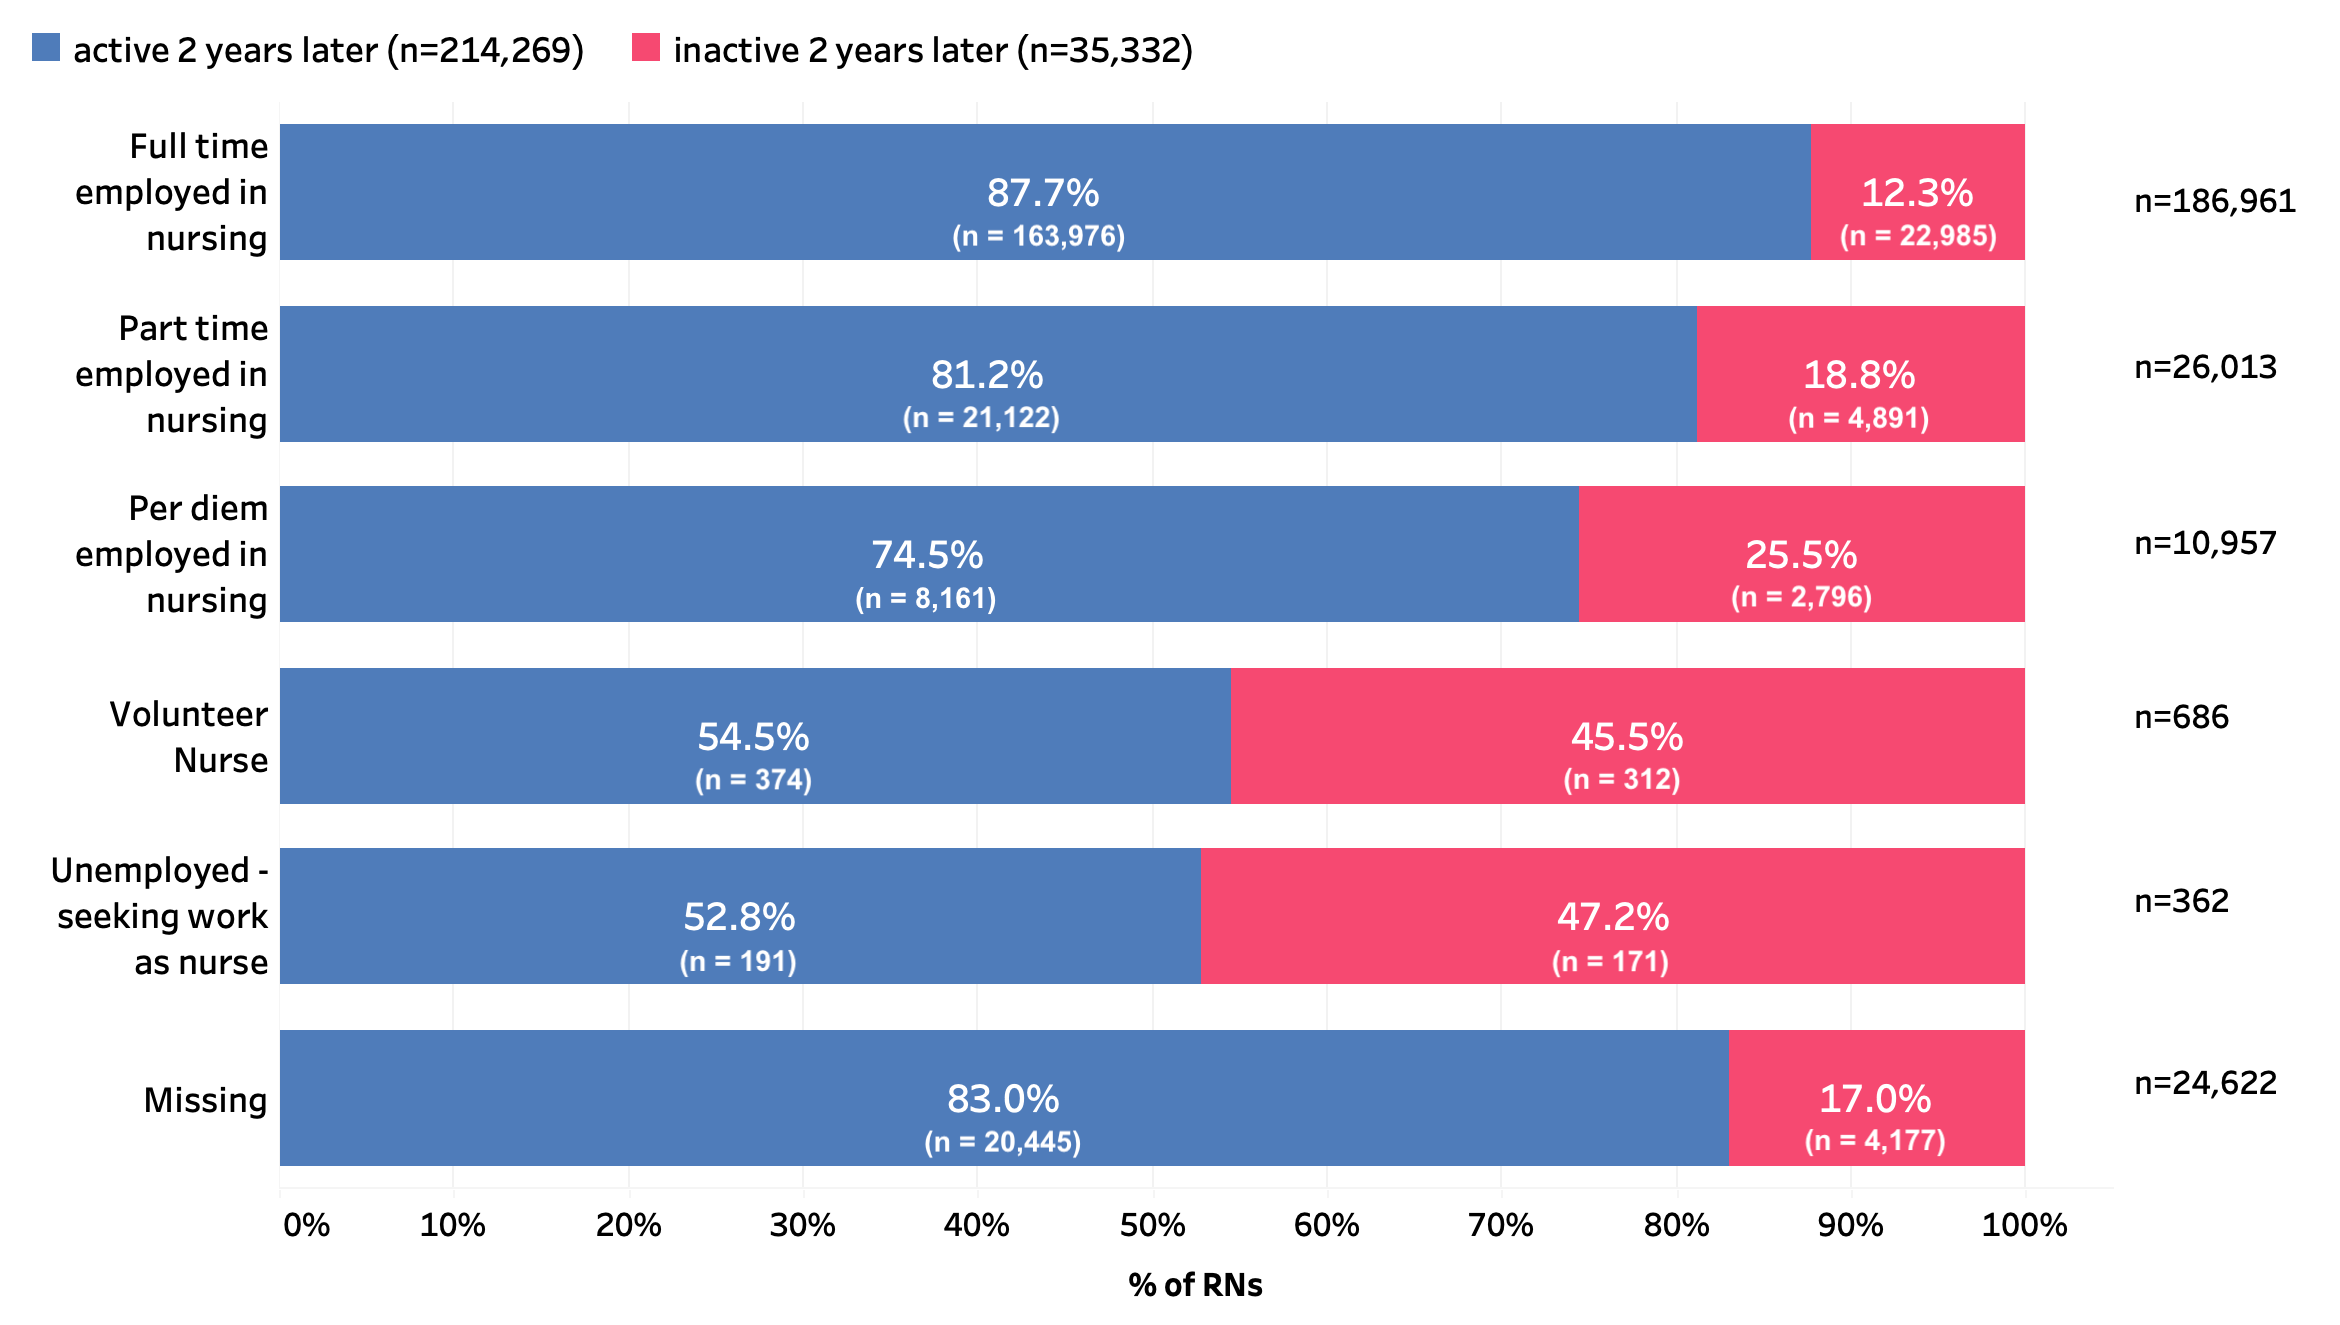 active 2 years later (n=214,269) inactive 2 years later (n=35,332)
Full time
employed in
nursing
87.7%
(n = 163,976)
12.3%
(n = 22,985)
n=186,961
Part time
employed in
nursing
81.2%
(n = 21,122)
18.8%
(n = 4,891)
n=26,013
Per diem
employed in
nursing
74.5%
(n = 8,161)
25.5%
(n = 2,796)
n=10,957
Volunteer
Nurse
54.5%
(n = 374)
45.5%
(n = 312)
n=686
Unemployed -
seeking work
as nurse
52.8%
(n = 191)
47.2%
(n = 171)
n=362
Missing
83.0%
(n = 20,445)
17.0%
(n = 4,177)
n=24,622
0% 10% 20% 30% 40% 50% 60% 70% 80% 90% 100%
% of RNs